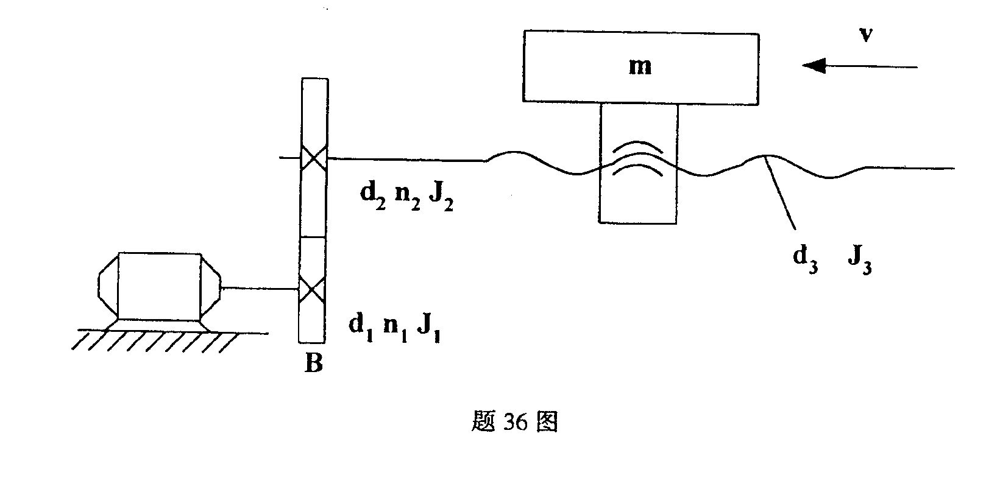 v
m
d₂ n₂ J₂
d₃ J₃
d₁ n₁ J₁
B
题 36 图